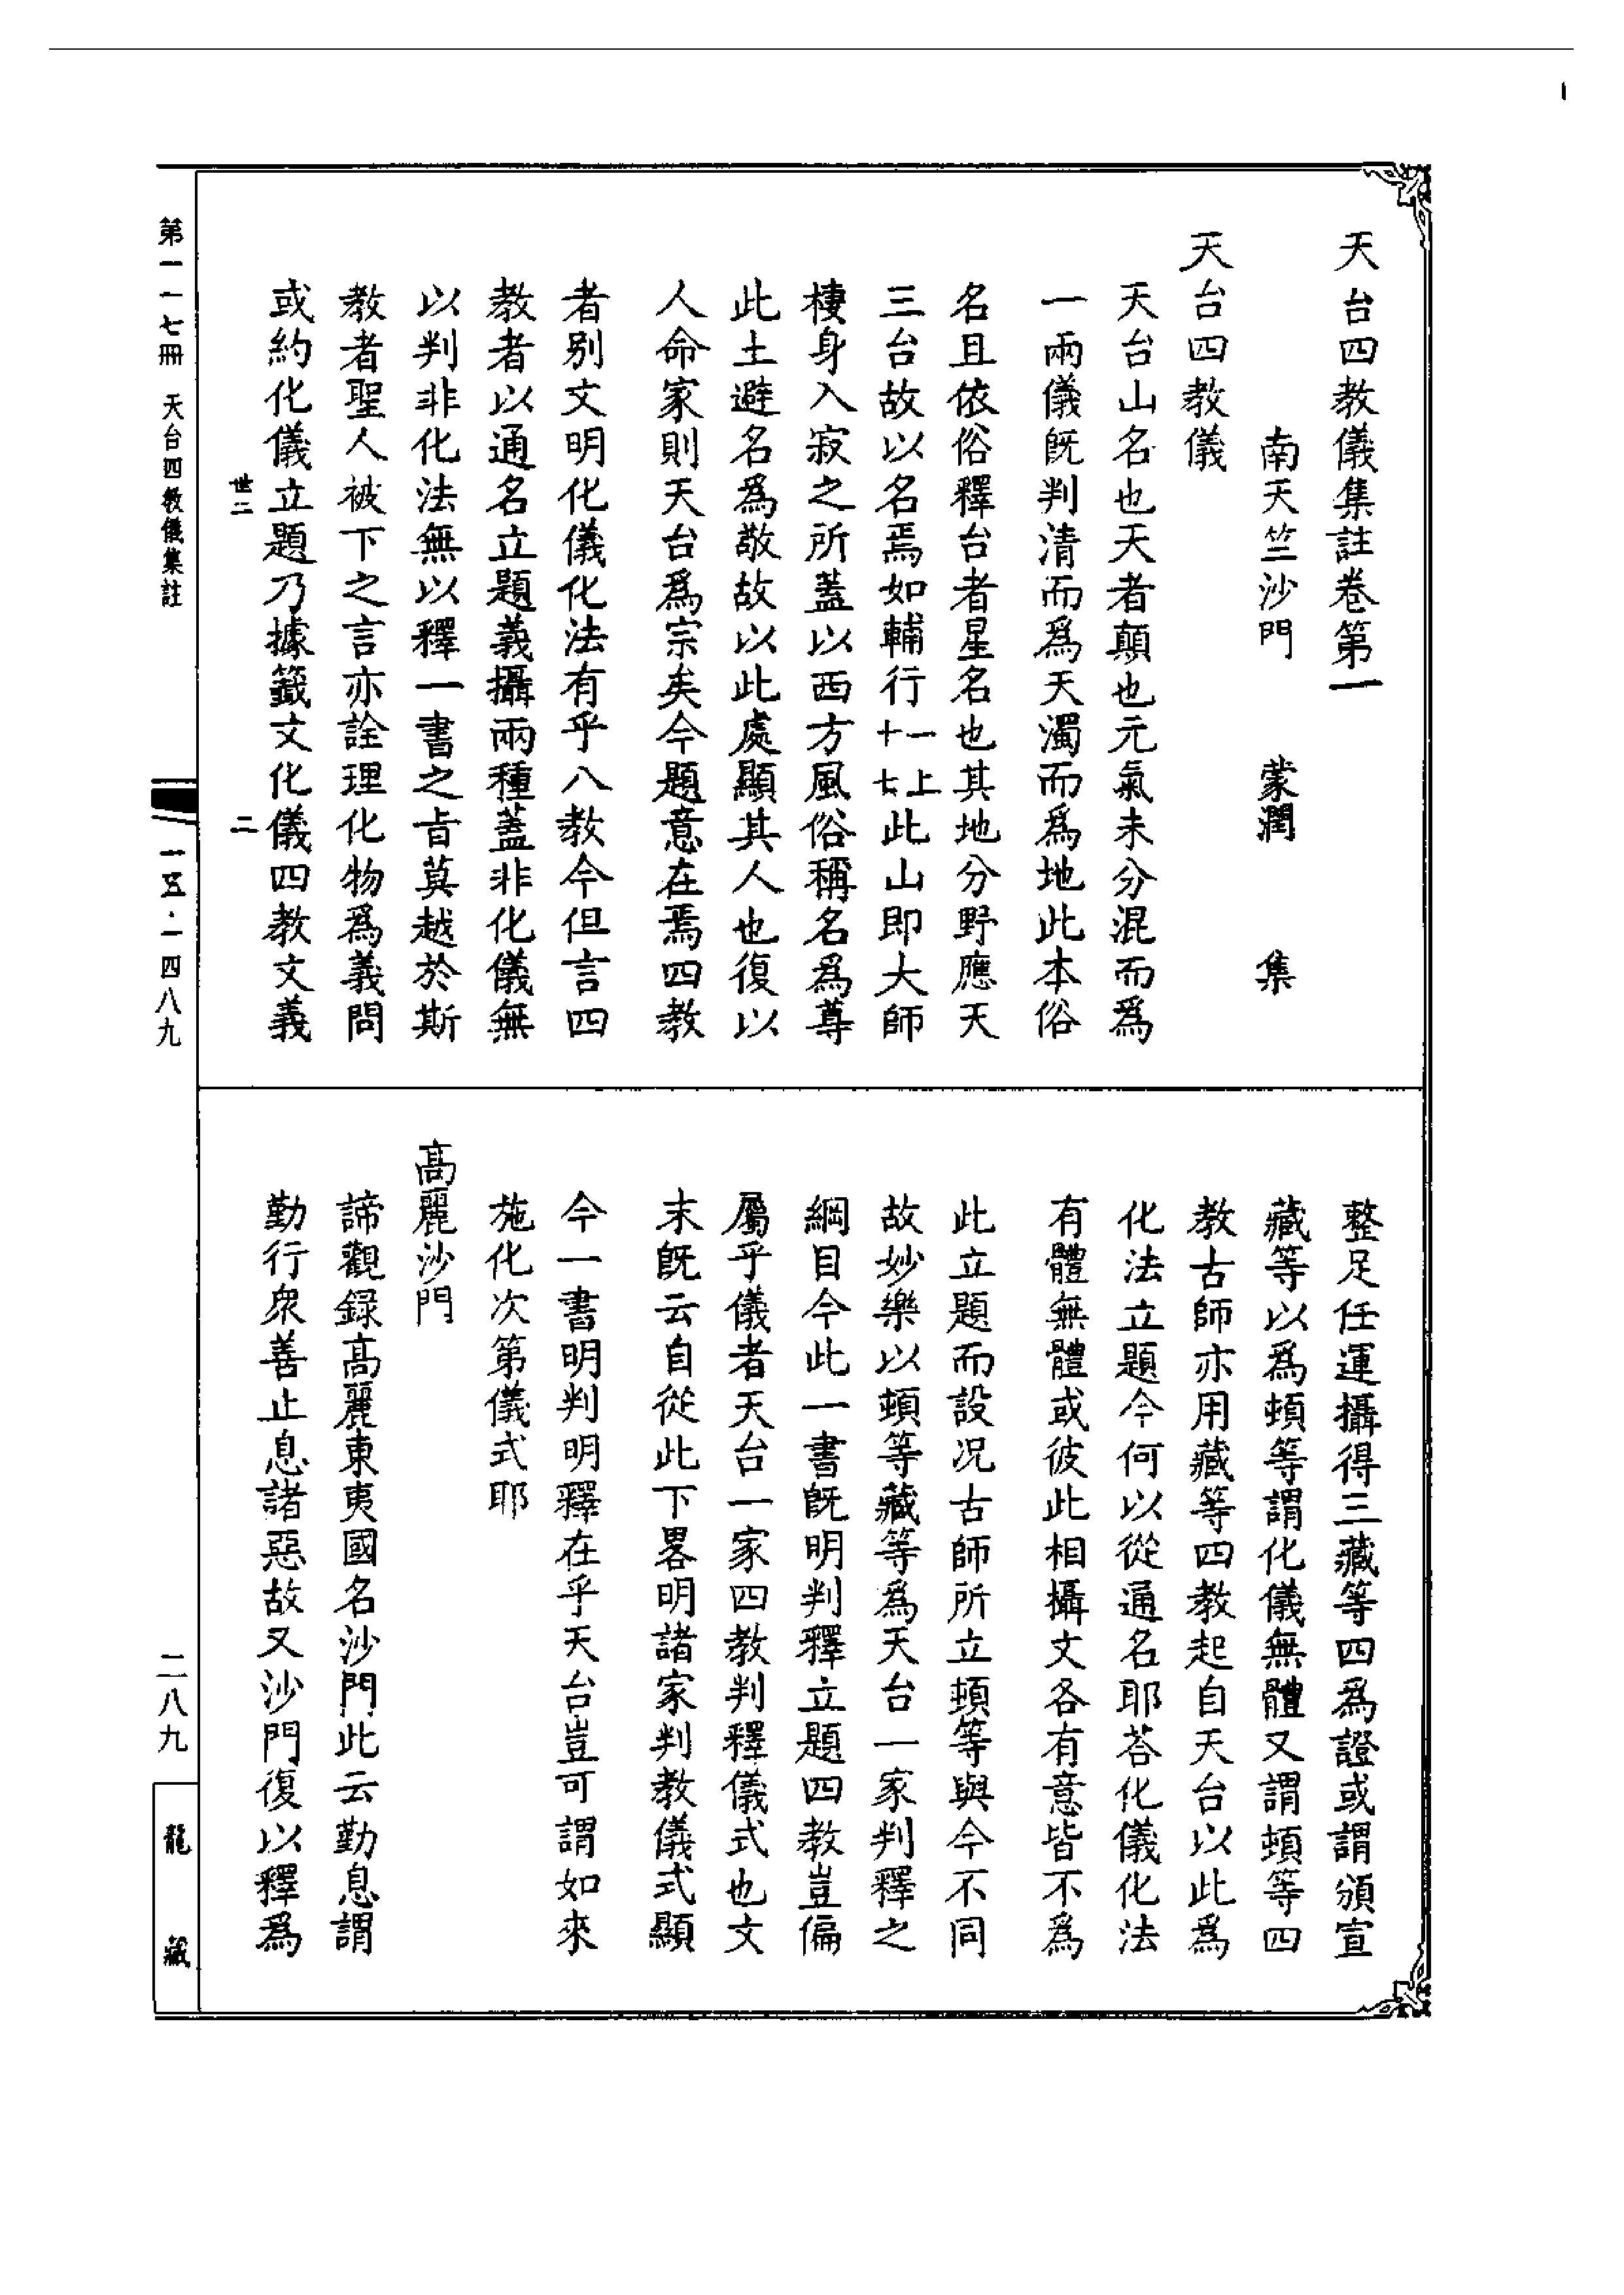 天台四教儀集註卷第一
南天竺沙門　蒙潤　集
天台四教儀
天台山名也天者顛也元氣未分混而爲
一兩儀既判清而爲天濁而爲地此本俗
名且依俗釋台者星名也其地分野應天
三台故以名焉如輔行十一七上此山即大師
棲身入寂之所蓋以西方風俗稱名爲尊
此土避名爲敬故以此處顯其人也復以
人命家則天台爲宗矣今題意在焉四教
者別文明化儀化法有乎八教今但言四
教者以通名立題義攝兩種蓋非化儀無
以判非化法無以釋一書之旨莫越於斯
教者聖人被下之言亦詮理化物爲義問
或約化儀立題乃據籤文化儀四教文義
世二　二
整足任運攝得三藏等四爲證或謂頒宣
藏等以爲頓等謂化儀無體又謂頓等四
教古師亦用藏等四教起自天台以此爲
化法立題今何以從通名耶荅化儀化法
有體無體或彼此相攝文各有意皆不爲
此立題而設况古師所立頓等與今不同
故妙樂以頓等藏等爲天台一家判釋之
綱目今此一書既明判釋立題四教豈偏
屬乎儀者天台一家四教判釋儀式也文
末既云自從此下畧明諸家判教儀式顯
今一書明判明釋在乎天台豈可謂如來
施化次第儀式耶
高麗沙門
諦觀錄高麗東夷國名沙門此云勤息謂
勤行衆善止息諸惡故又沙門復以釋爲
第一一七冊　天台四教儀集註
一五·一四八九
二八九
龍藏